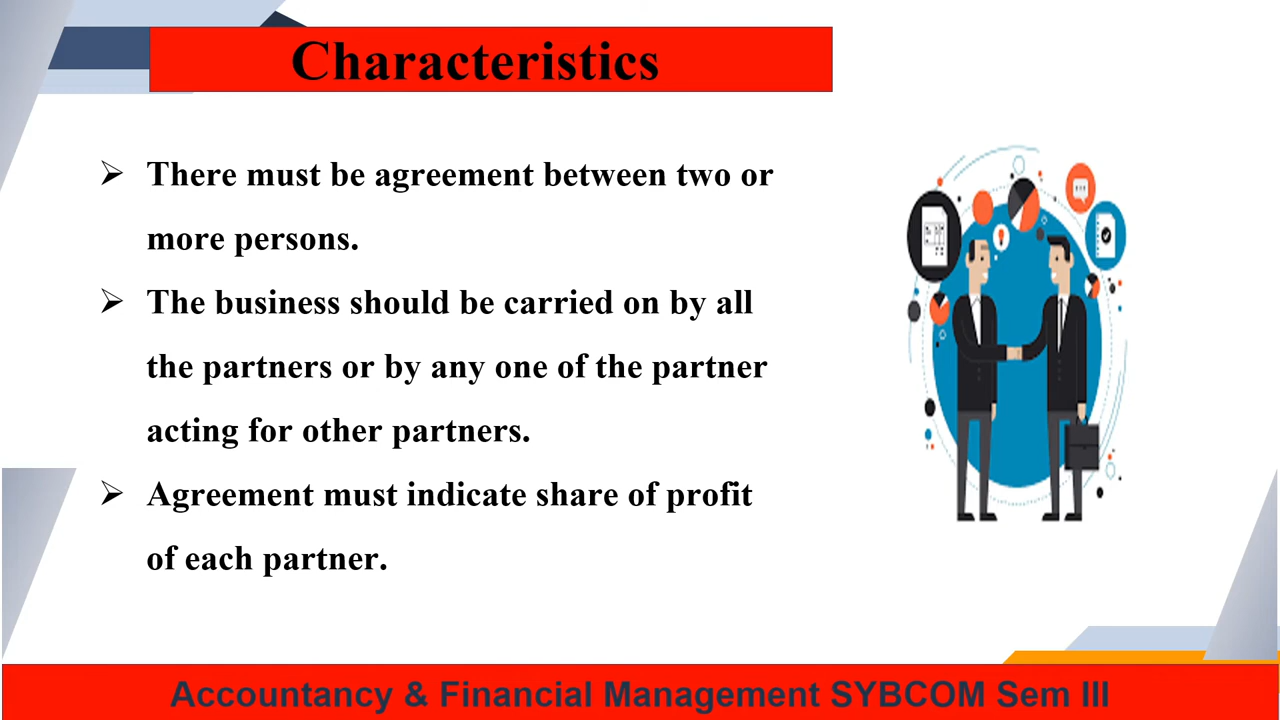 Characteristics
➢ There must be agreement between two or
more persons.
➢ The business should be carried on by all
the partners or by any one of the partner
acting for other partners.
➢ Agreement must indicate share of profit
of each partner.
Accountancy & Financial Management SYBCOM Sem III